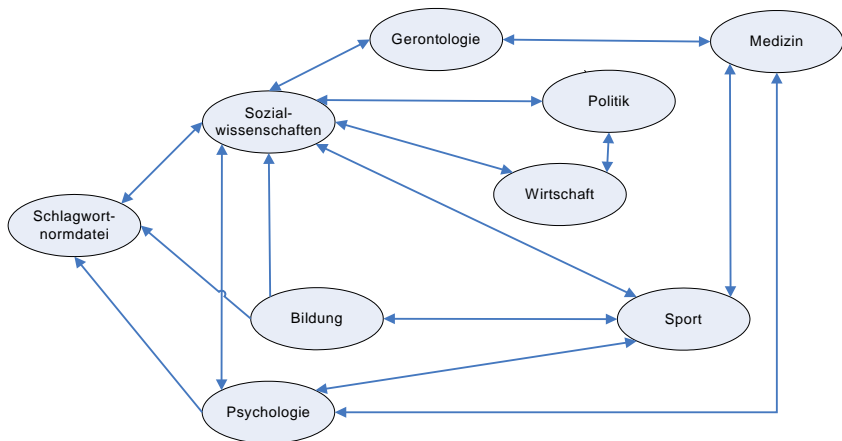 Gerontologie
Medizin
Sozial-
wissenschaften
Politik
Wirtschaft
Schlagwort-
normdatei
Bildung
Sport
Psychologie